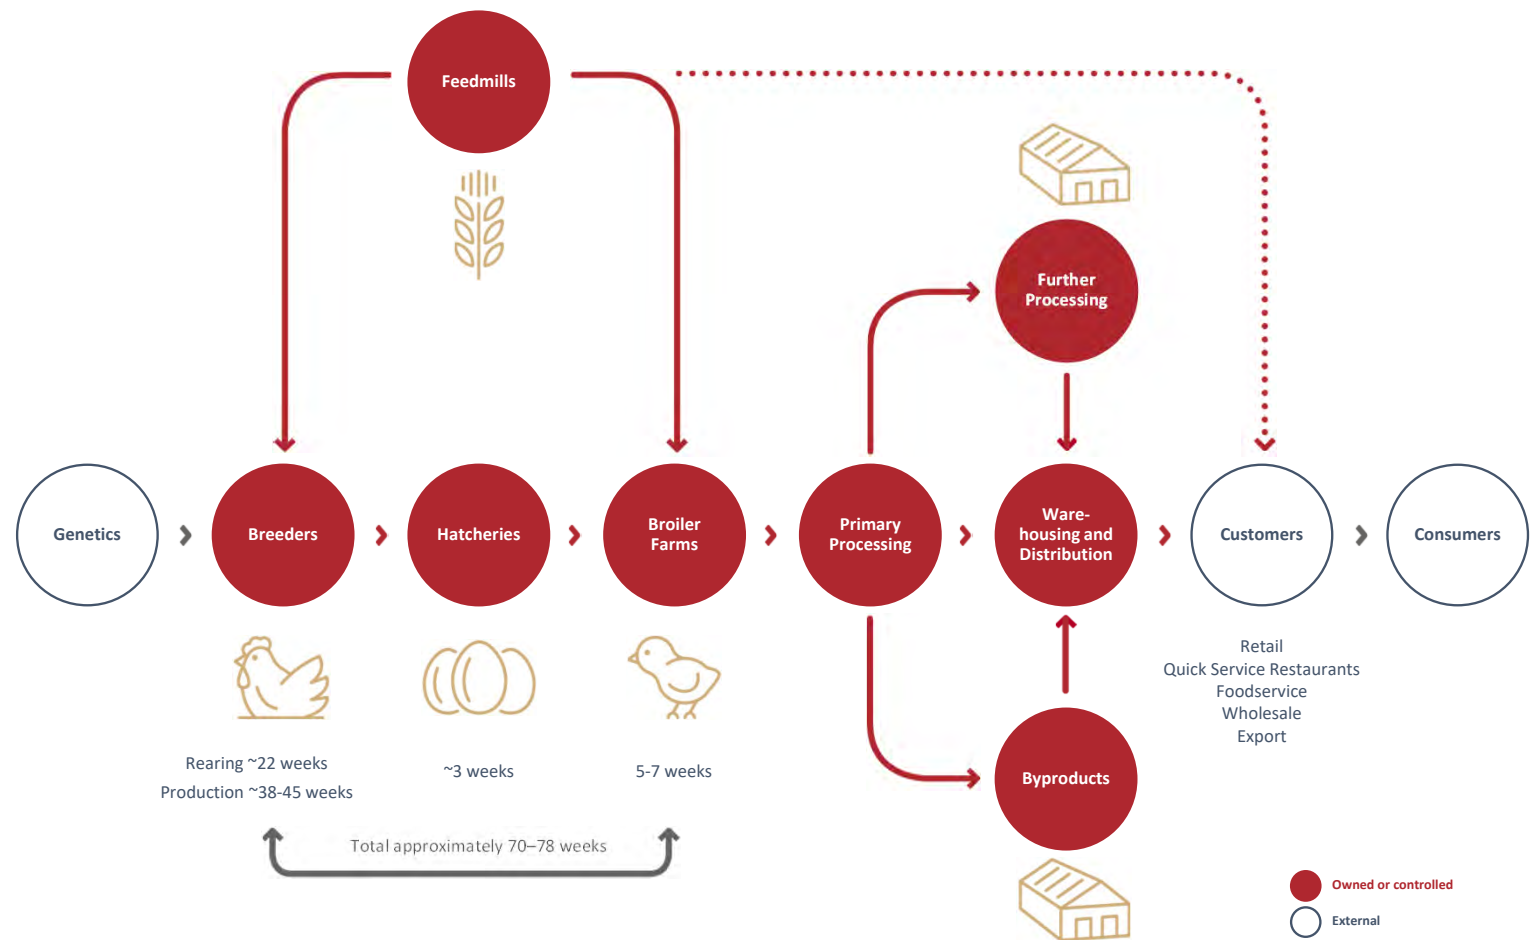 Feedmills
Further
Processing
Genetics
Breeders
Hatcheries
Broiler
Farms
Primary
Processing
Ware-
housing and
Distribution
Customers
Consumers
Retail
Quick Service Restaurants
Foodservice
Wholesale
Export
Rearing ~22 weeks
Production ~38-45 weeks
~3 weeks
5-7 weeks
Byproducts
Total approximately 70–78 weeks
Owned or controlled
External